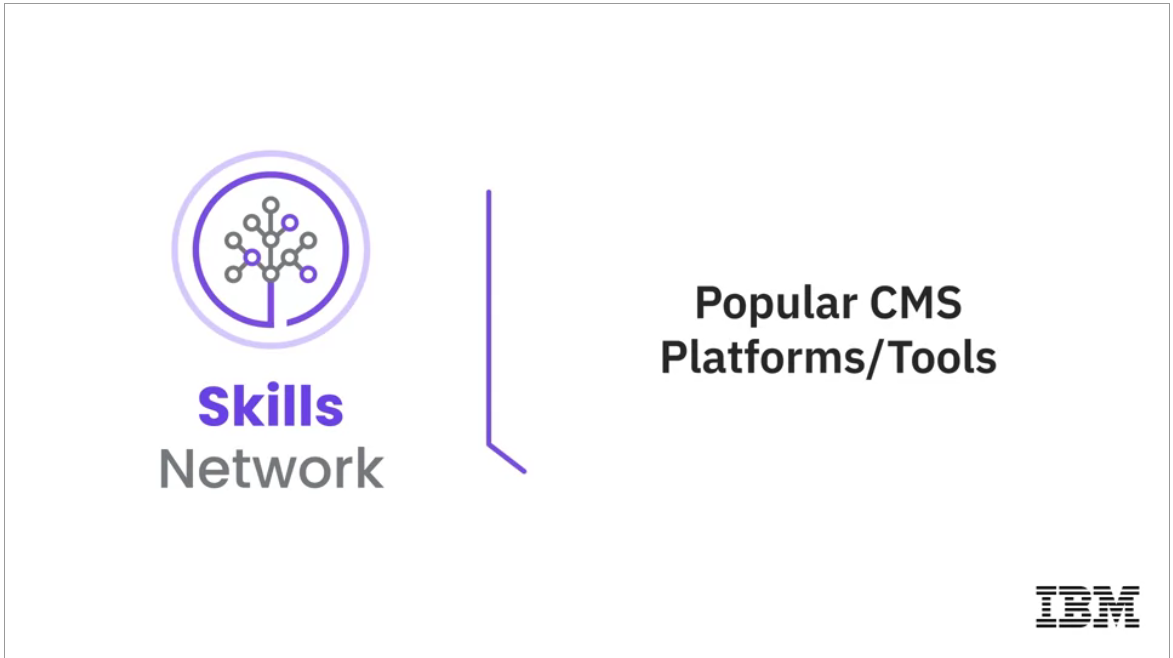 Skills
Network
Popular CMS
Platforms/Tools
IBM